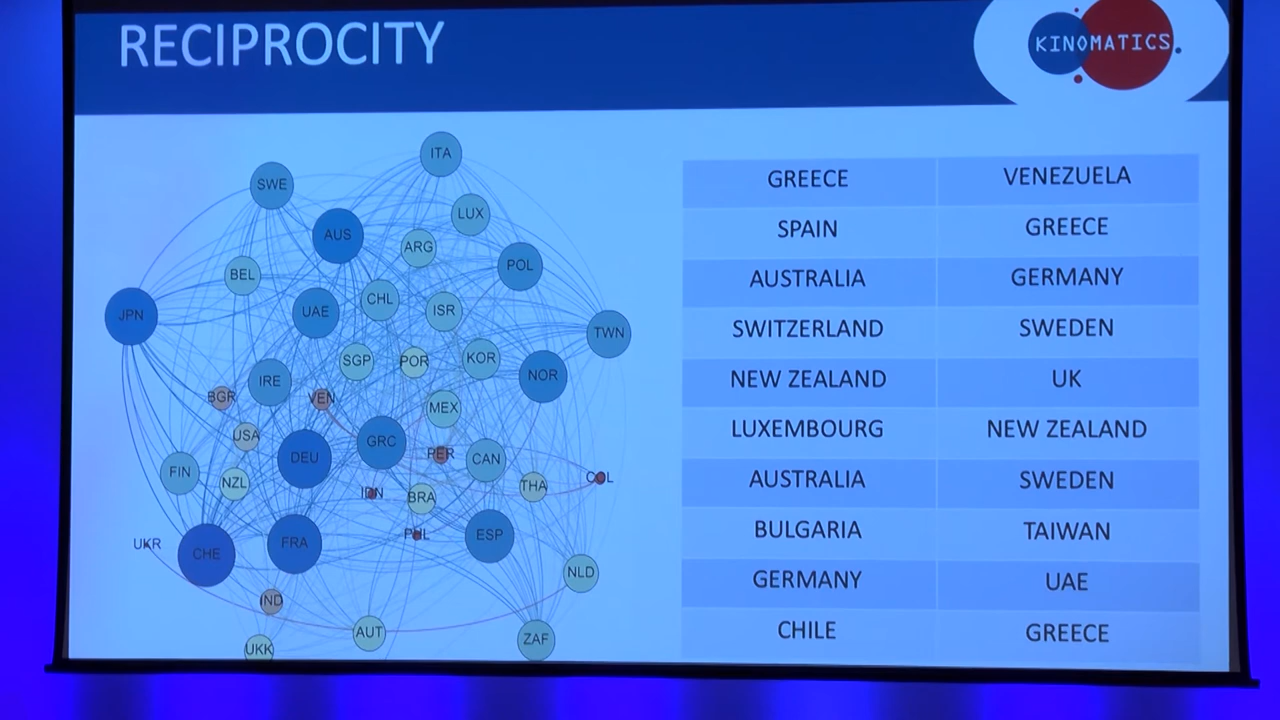 RECIPROCITY
KINOMATICS.
ITA
SWE
LUX
AUS
ARG
POL
BEL
CHL
ISR
JPN
UAE
TWN
SGP
POR
KOR
NOR
IRE
BGR
VEN
MEX
USA
GRC
DEU
PER
CAN
FIN
NZL
IDN
BRA
THA
COL
UKR
CHE
FRA
PHL
ESP
NLD
IND
AUT
ZAF
UKK
GREECE VENEZUELA
SPAIN GREECE
AUSTRALIA GERMANY
SWITZERLAND SWEDEN
NEW ZEALAND UK
LUXEMBOURG NEW ZEALAND
AUSTRALIA SWEDEN
BULGARIA TAIWAN
GERMANY UAE
CHILE GREECE